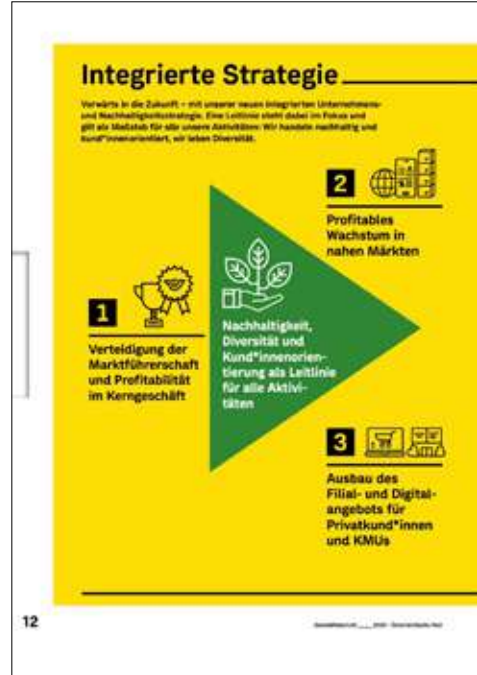 Integrierte Strategie
Vorwärts in die Zukunft – mit unserer neuen integrierten Unternehmens-
und Nachhaltigkeitsstrategie. Eine Leitlinie steht dabei im Fokus und
gilt als Maßstab für alle unsere Aktivitäten: Wir handeln nachhaltig und
kund*innenorientiert, wir leben Diversität.
2
Profitables
Wachstum in
nahen Märkten
1
Verteidigung der
Marktführerschaft
und Profitabilität
im Kerngeschäft
Nachhaltigkeit,
Diversität und
Kund*innenorien-
tierung als Leitlinie
für alle Aktivi-
täten
3
Ausbau des
Filial- und Digital-
angebots für
Privatkund*innen
und KMUs
12